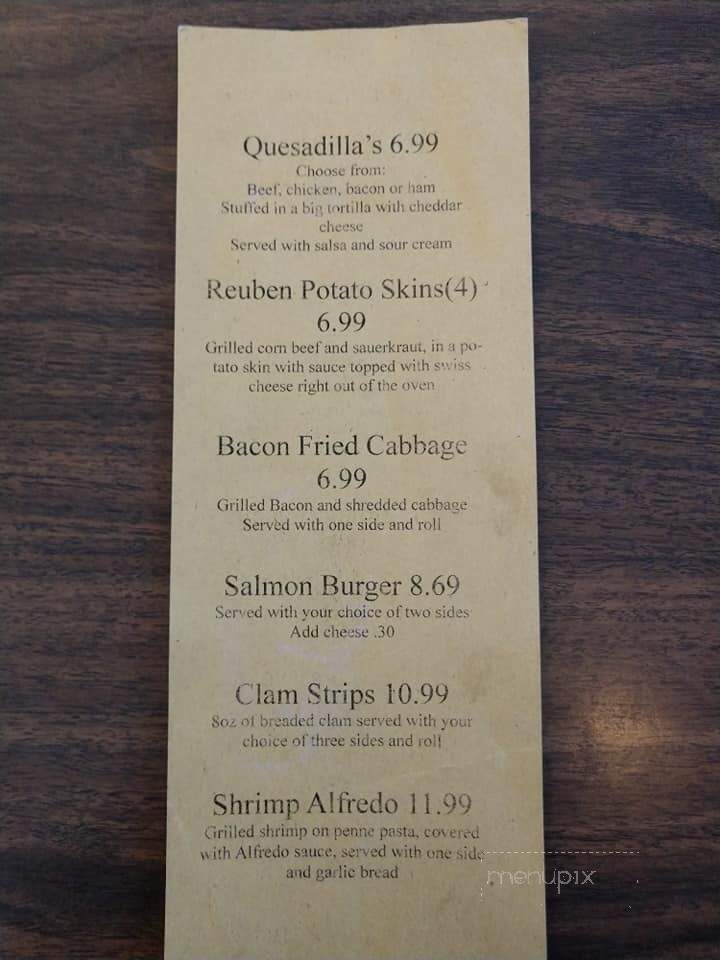 Quesadilla's 6.99
Choose from:
Beef, chicken, bacon or ham
Stuffed in a big tortilla with cheddar
cheese
Served with salsa and sour cream
Reuben Potato Skins(4)
6.99
Grilled corn beef and sauerkraut, in a po-
tato skin with sauce topped with swiss
cheese right out of the oven
Bacon Fried Cabbage
6.99
Grilled Bacon and shredded cabbage
Served with one side and roll
Salmon Burger 8.69
Served with your choice of two sides
Add cheese .30
Clam Strips 10.99
8oz of breaded clam served with your
choice of three sides and roll
Shrimp Alfredo 11.99
Grilled shrimp on penne pasta, covered
with Alfredo sauce, served with one side
and garlic bread
menupix